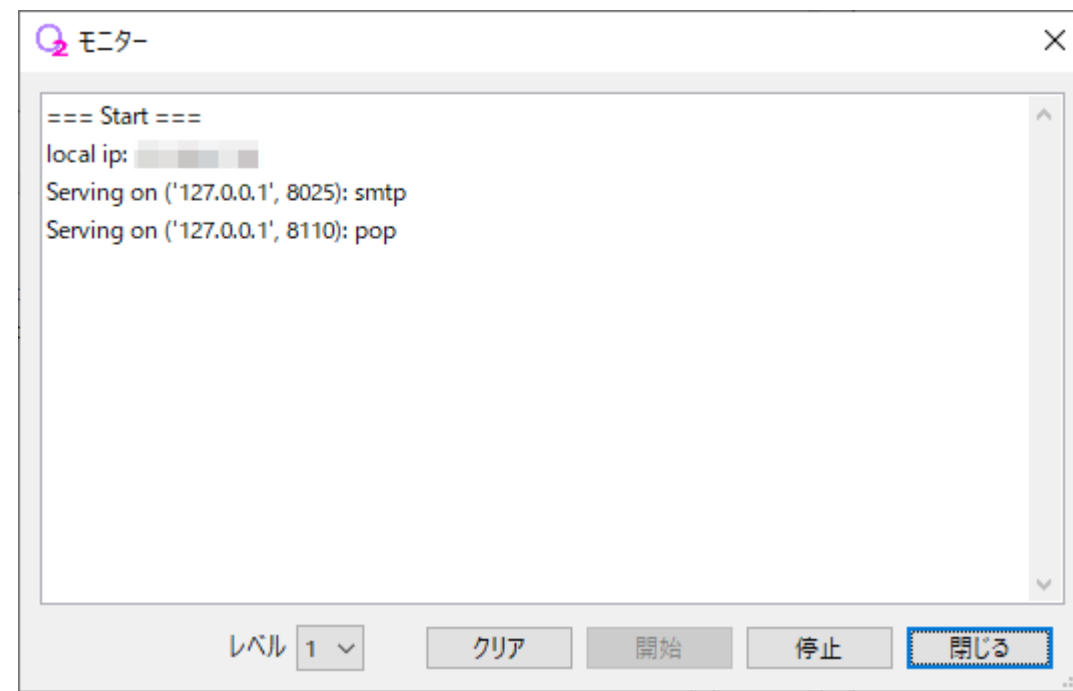 モニター
=== Start ===
local ip:
Serving on ('127.0.0.1', 8025): smtp
Serving on ('127.0.0.1', 8110): pop
レベル 1 クリア 開始 停止 閉じる